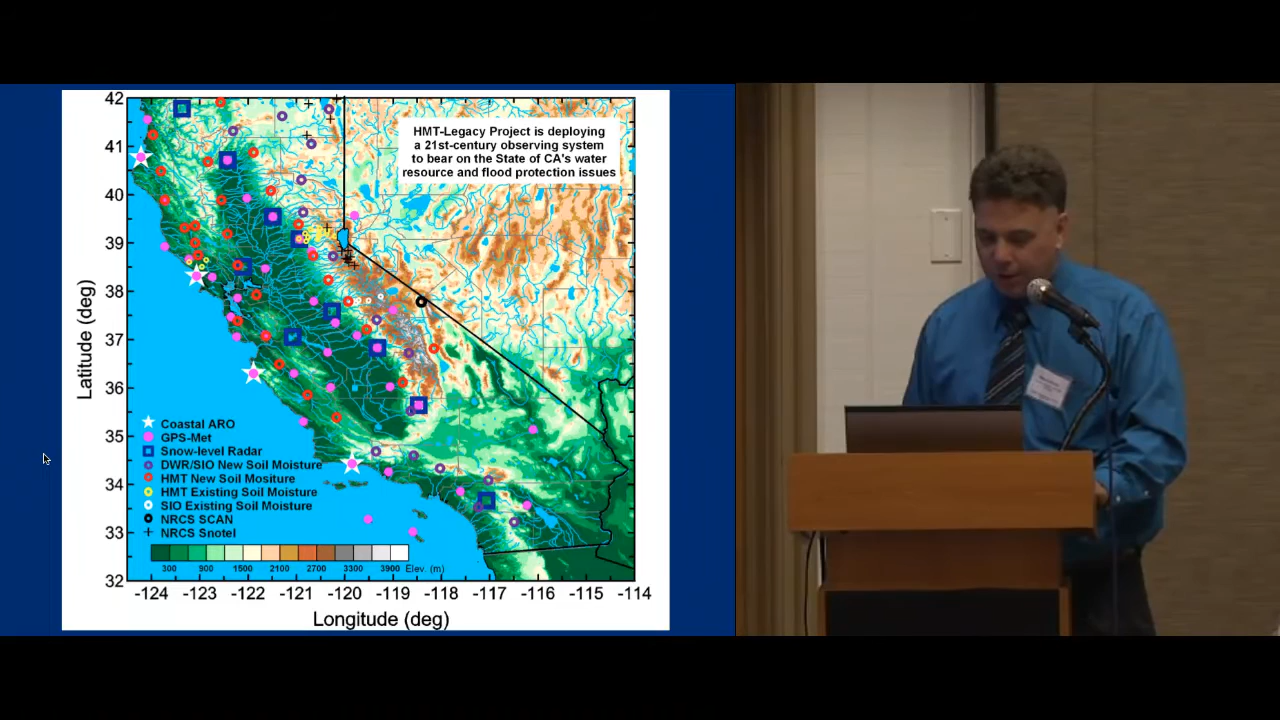 HMT-Legacy Project is deploying
a 21st-century observing system
to bear on the State of CA's water
resource and flood protection issues
42
41
40
39
38
37
36
35
34
33
32
Latitude (deg)
Coastal ARO
GPS-Met
Snow-level Radar
DWR/SIO New Soil Moisture
HMT New Soil Mositure
HMT Existing Soil Moisture
SIO Existing Soil Moisture
NRCS SCAN
NRCS Snotel
300 900 1500 2100 2700 3300 3900 Elev. (m)
-124 -123 -122 -121 -120 -119 -118 -117 -116 -115 -114
Longitude (deg)